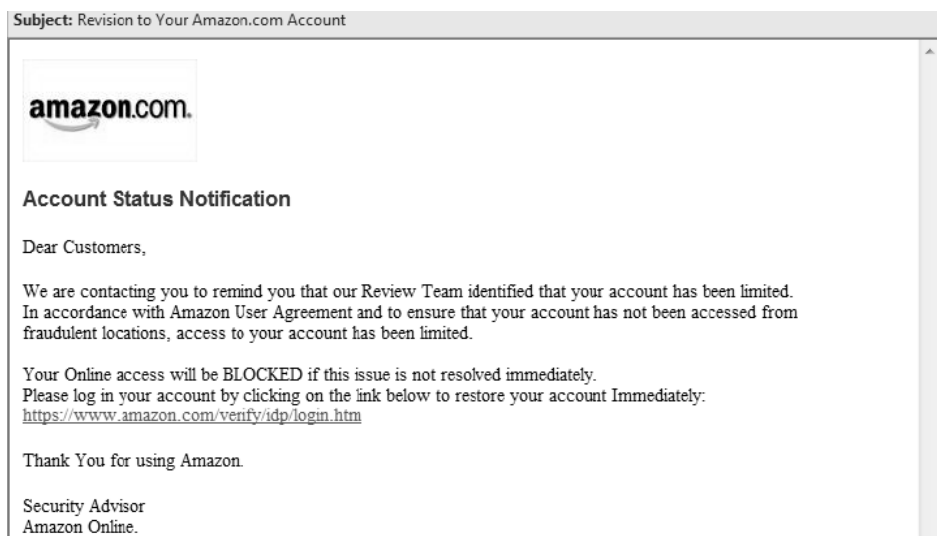 Subject: Revision to Your Amazon.com Account
amazon.com.
Account Status Notification
Dear Customers,
We are contacting you to remind you that our Review Team identified that your account has been limited.
In accordance with Amazon User Agreement and to ensure that your account has not been accessed from
fraudulent locations, access to your account has been limited.
Your Online access will be BLOCKED if this issue is not resolved immediately.
Please log in your account by clicking on the link below to restore your account Immediately:
https://www.amazon.com/verify/idp/login.htm
Thank You for using Amazon.
Security Advisor
Amazon Online.